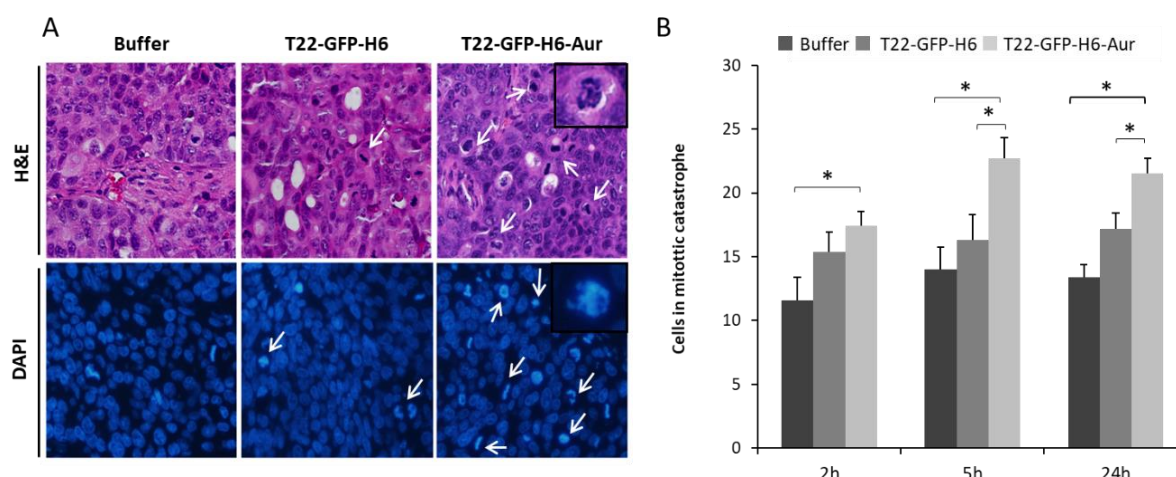 A
Buffer
T22-GFP-H6
T22-GFP-H6-Aur
H&E
DAPI
B
Buffer T22-GFP-H6 T22-GFP-H6-Aur
Cells in mitottic catastrophe
30
25
20
15
10
5
0
*
*
*
*
*
2h 5h 24h